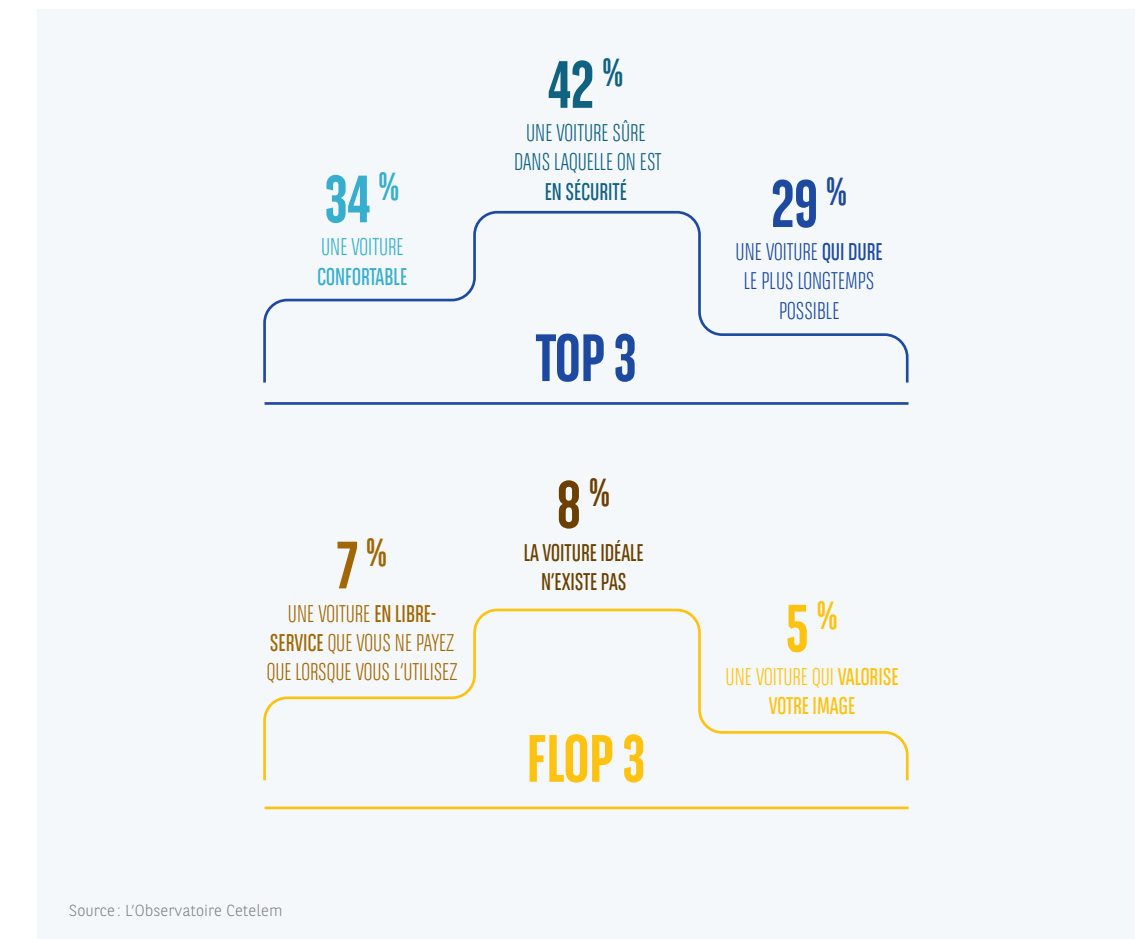 42 %
UNE VOITURE SÛRE
DANS LAQUELLE ON EST
EN SÉCURITÉ
34 %
UNE VOITURE
CONFORTABLE
29 %
UNE VOITURE QUI DURE
LE PLUS LONGTEMPS
POSSIBLE
TOP 3
8 %
LA VOITURE IDÉALE
N'EXISTE PAS
7 %
UNE VOITURE EN LIBRE-
SERVICE QUE VOUS NE PAYEZ
QUE LORSQUE VOUS L'UTILISEZ
5 %
UNE VOITURE QUI VALORISE
VOTRE IMAGE
FLOP 3
Source : L'Observatoire Cetelem